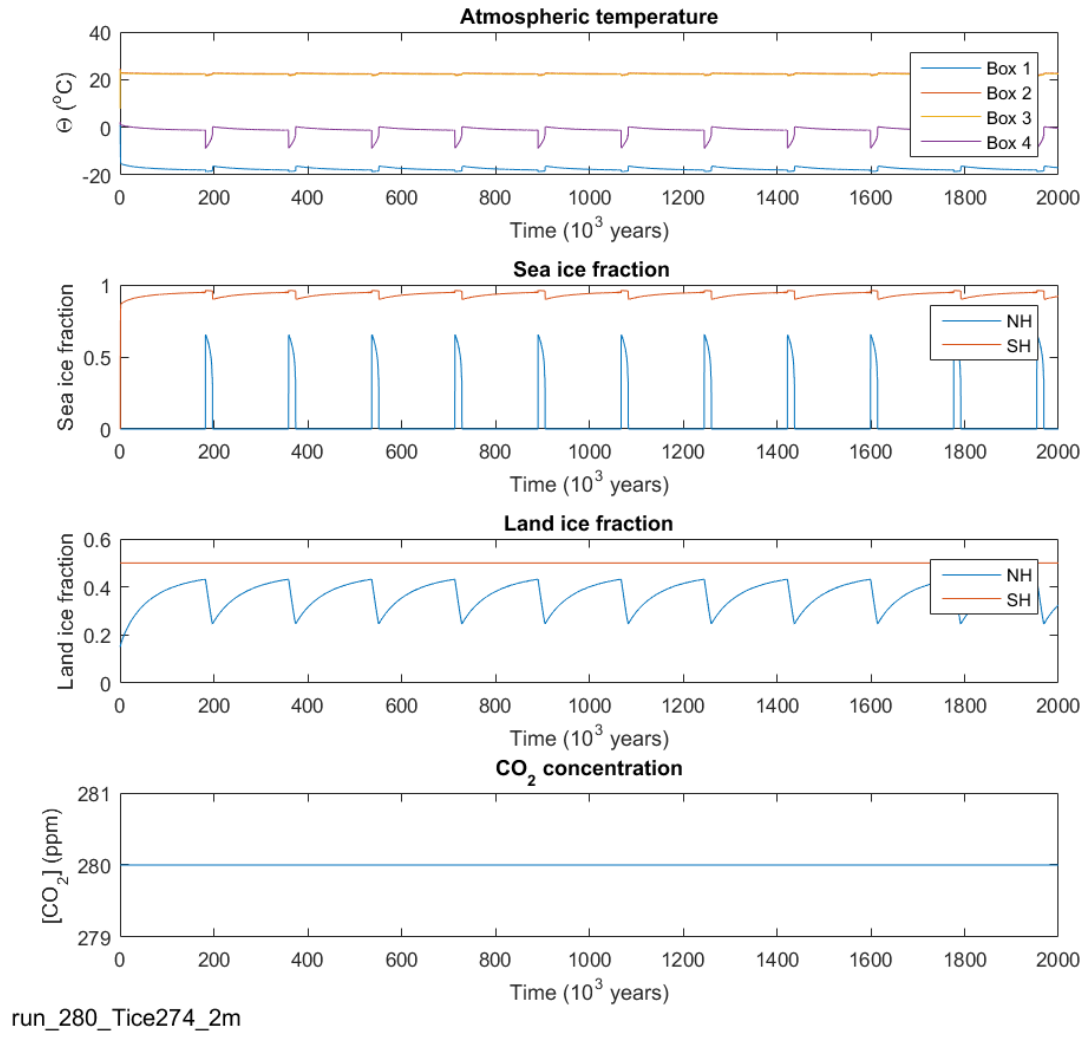 Atmospheric temperature
Θ (°C)
40
20
0
-20
Box 1
Box 2
Box 3
Box 4
0 200 400 600 800 1000 1200 1400 1600 1800 2000
Time (10³ years)
Sea ice fraction
Sea ice fraction
1
0.5
0
NH
SH
0 200 400 600 800 1000 1200 1400 1600 1800 2000
Time (10³ years)
Land ice fraction
Land ice fraction
0.6
0.4
0.2
0
NH
SH
0 200 400 600 800 1000 1200 1400 1600 1800 2000
Time (10³ years)
CO₂ concentration
[CO₂] (ppm)
281
280
279
0 200 400 600 800 1000 1200 1400 1600 1800 2000
Time (10³ years)
run_280_Tice274_2m